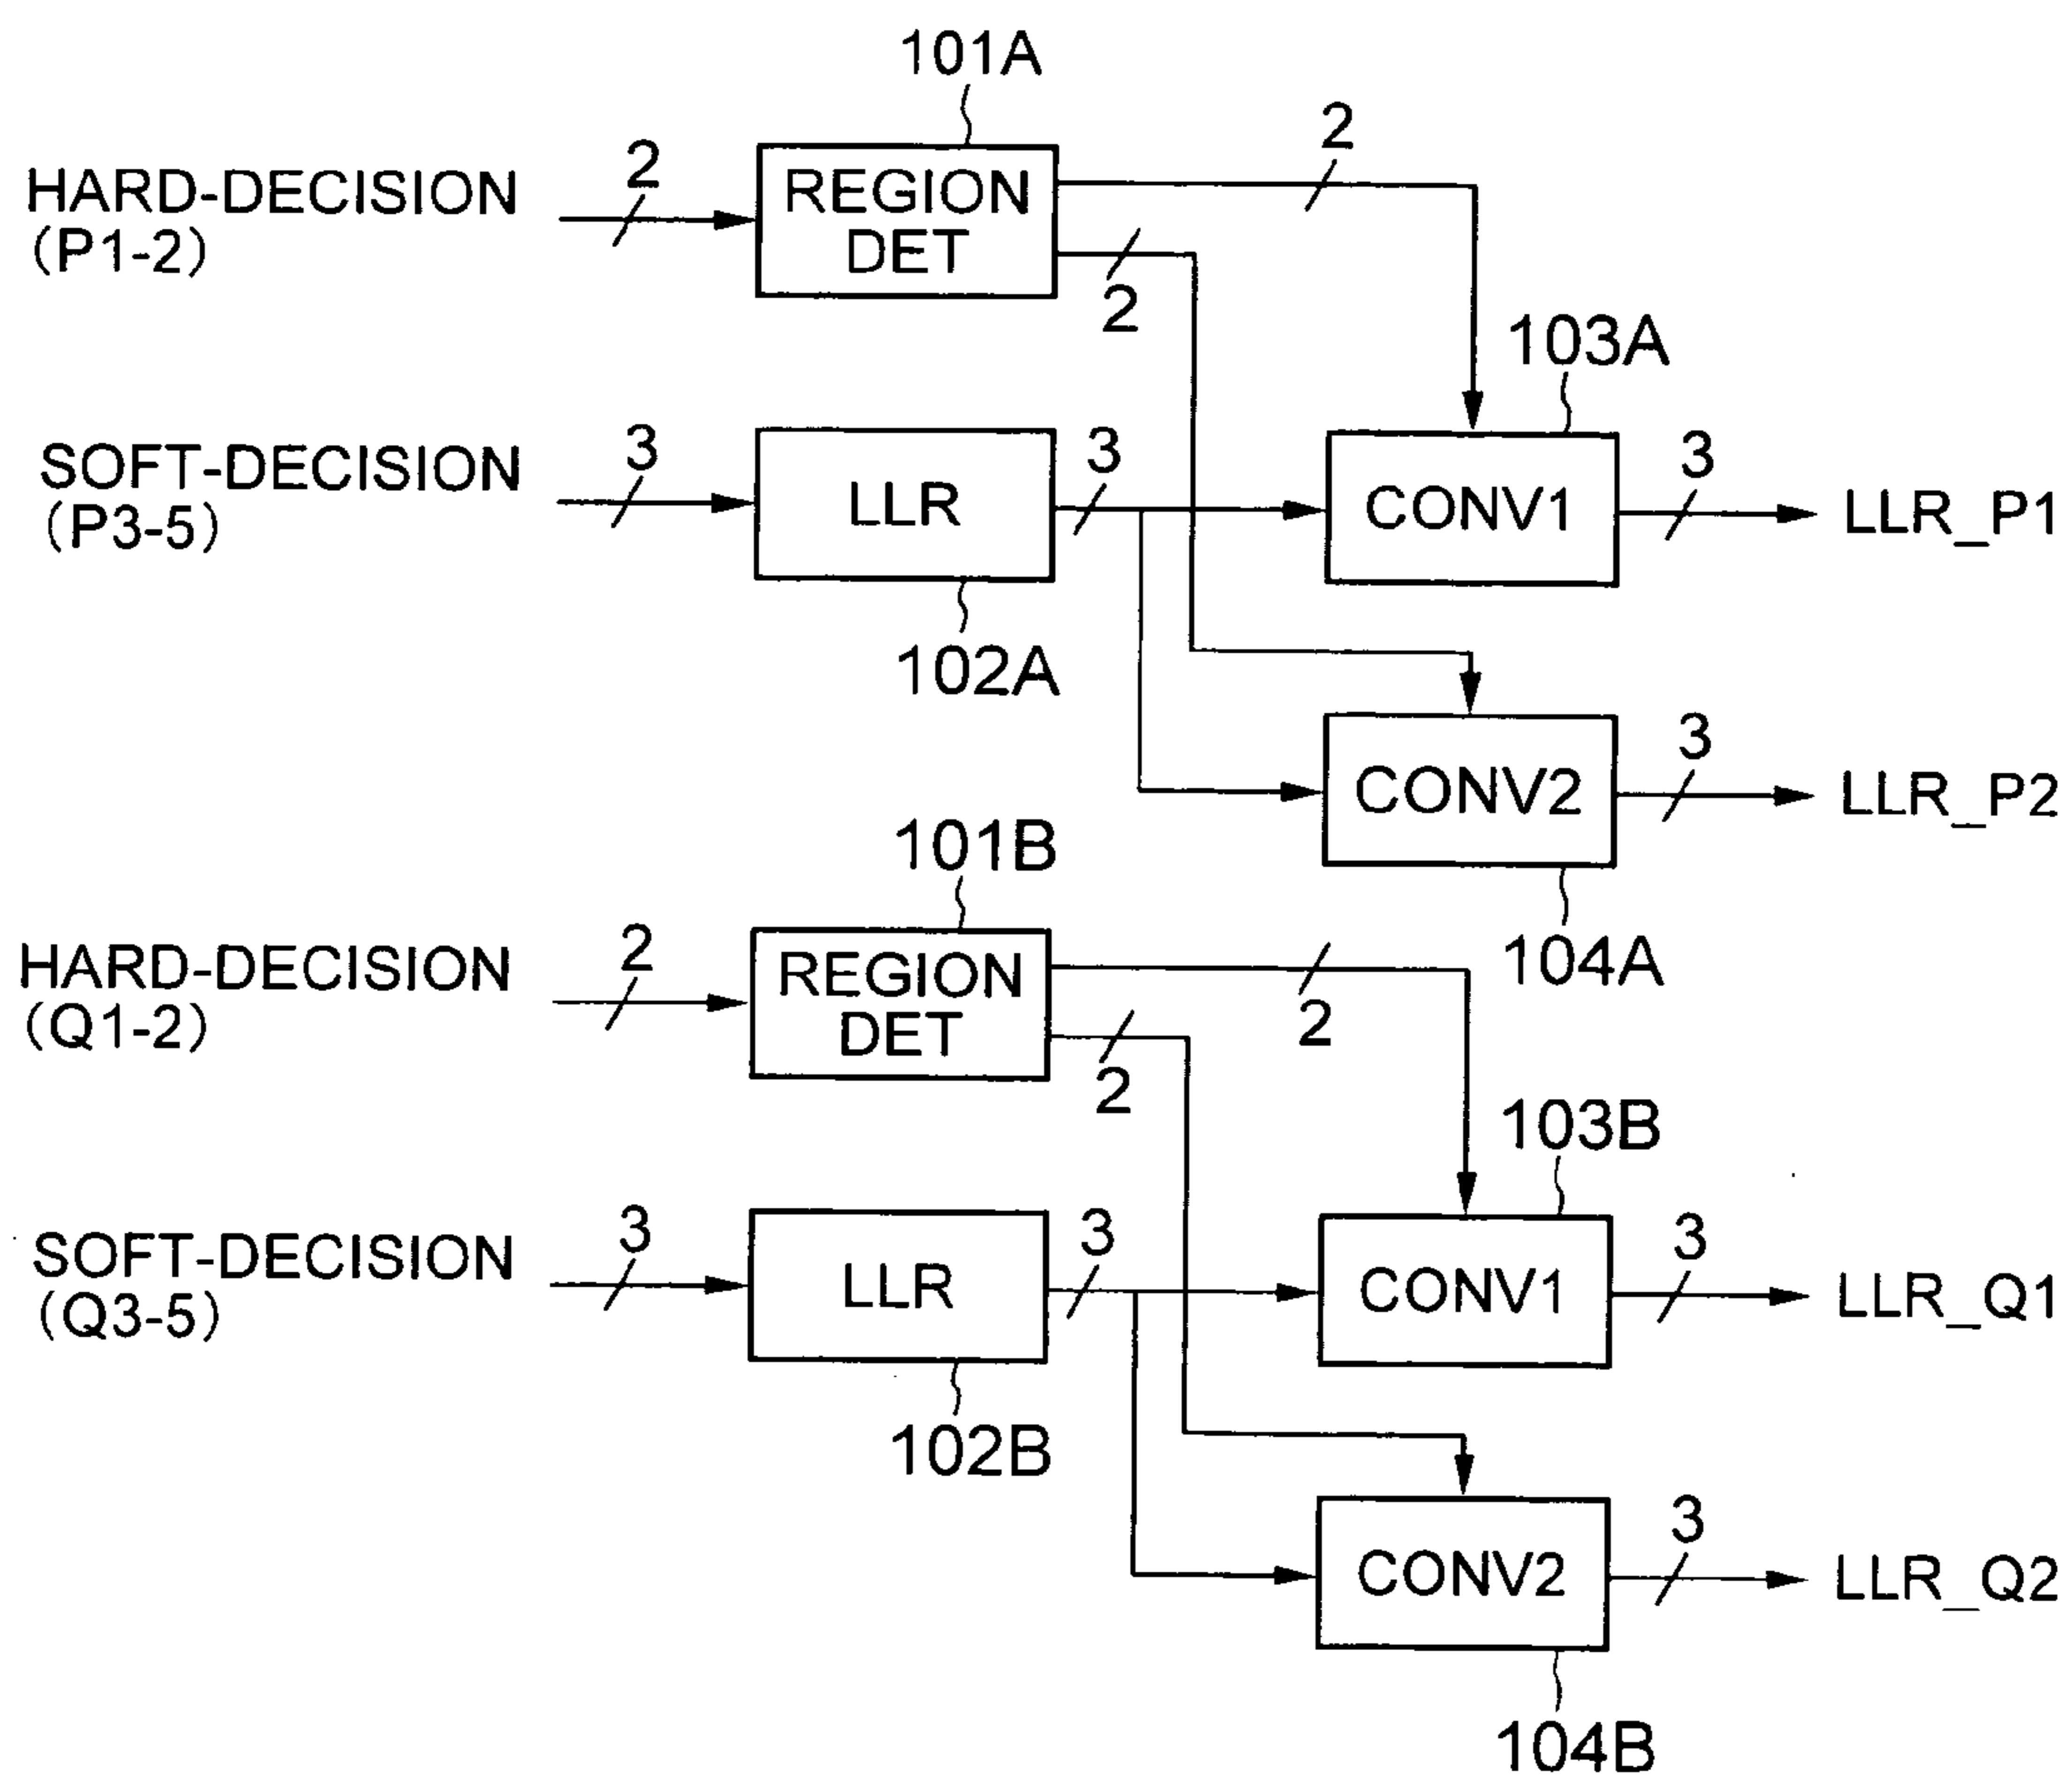 101A
2
2
HARD-DECISION
(P1-2)
REGION
DET
2
103A
3
3
3
SOFT-DECISION
(P3-5)
LLR
CONV1
LLR_P1
102A
3
CONV2
LLR_P2
101B
104A
2
HARD-DECISION
(Q1-2)
REGION
DET
2
2
103B
3
3
3
SOFT-DECISION
(Q3-5)
LLR
CONV1
LLR_Q1
102B
3
CONV2
LLR_Q2
104B